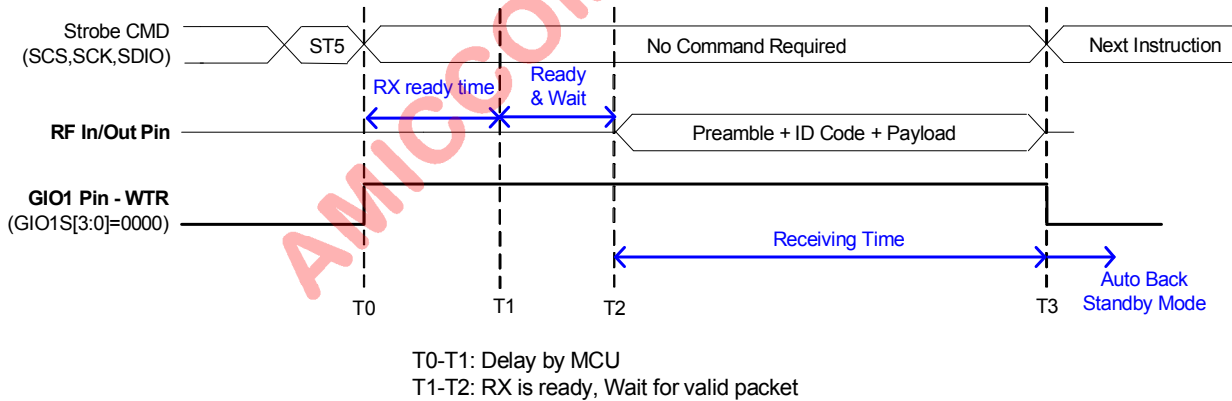 Strobe CMD
(SCS,SCK,SDIO)
ST5
No Command Required
Next Instruction
RX ready time
Ready
& Wait
RF In/Out Pin
Preamble + ID Code + Payload
GIO1 Pin - WTR
(GIO1S[3:0]=0000)
Receiving Time
Auto Back
Standby Mode
T0
T1
T2
T3
T0-T1: Delay by MCU
T1-T2: RX is ready, Wait for valid packet
AMICCO